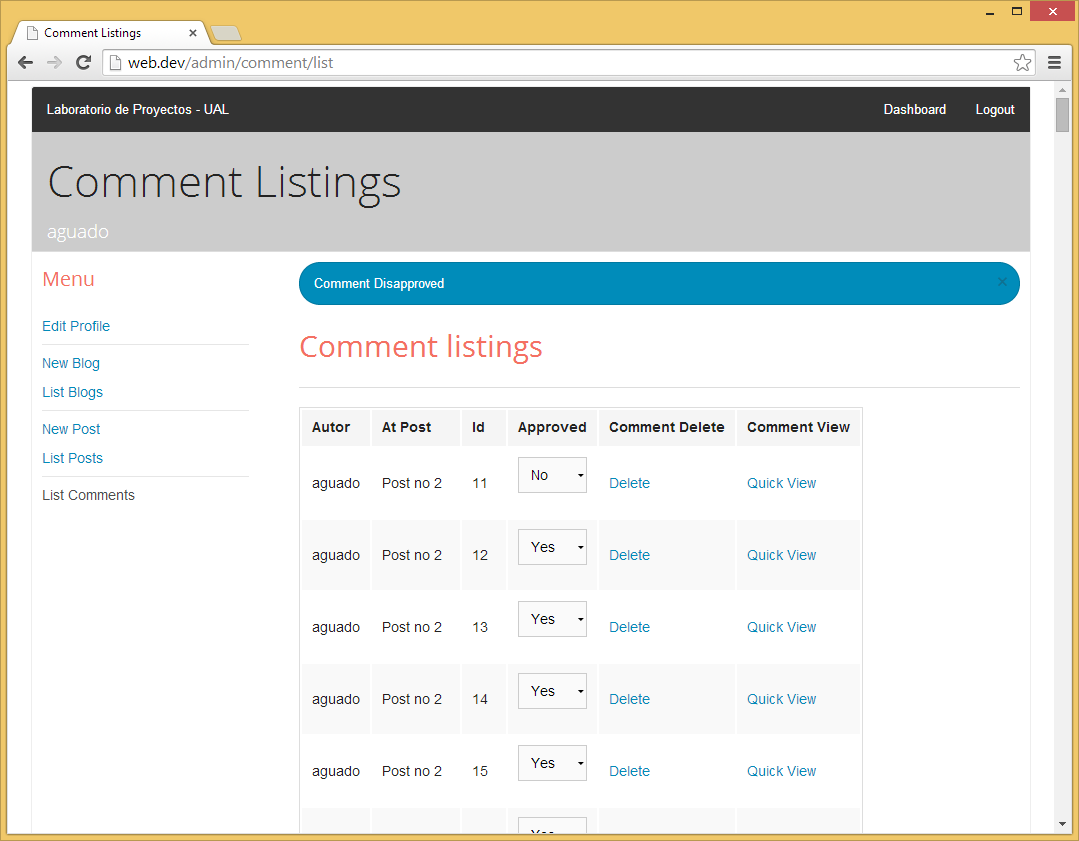 Comment Listings
web.dev/admin/comment/list
Laboratorio de Proyectos - UAL Dashboard Logout
Comment Listings
aguado
Menu
Edit Profile
New Blog
List Blogs
New Post
List Posts
List Comments
Comment Disapproved ×
Comment listings
Autor At Post Id Approved Comment Delete Comment View
aguado Post no 2 11 No Delete Quick View
aguado Post no 2 12 Yes Delete Quick View
aguado Post no 2 13 Yes Delete Quick View
aguado Post no 2 14 Yes Delete Quick View
aguado Post no 2 15 Yes Delete Quick View